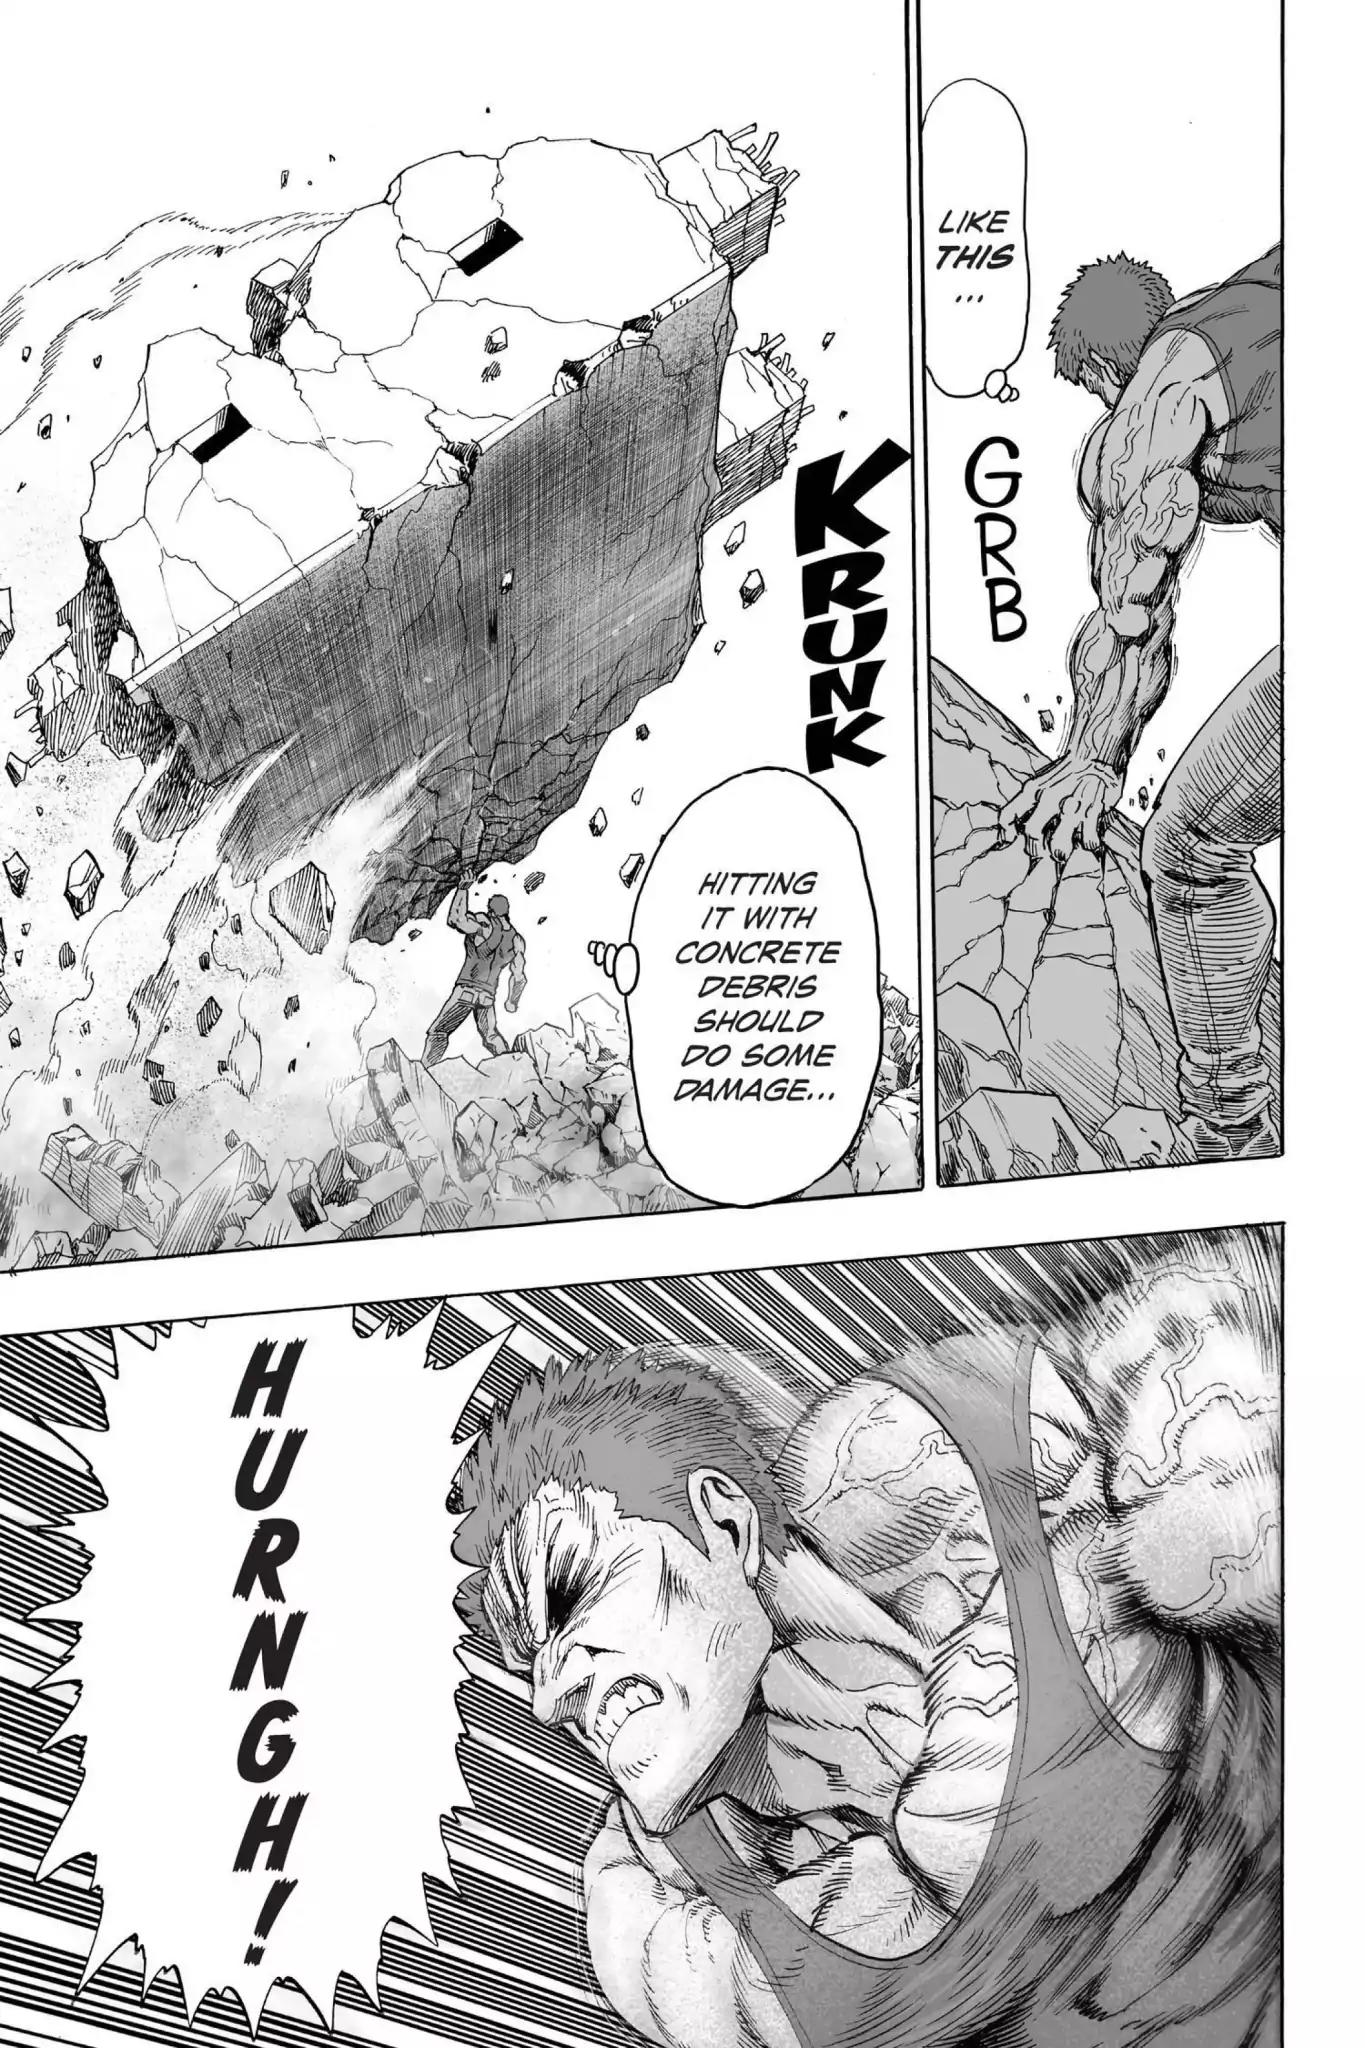 LIKE
THIS
...
GRB
KRUNK
HITTING
IT WITH
CONCRETE
DEBRIS
SHOULD
DO SOME
DAMAGE...
HURNGH!